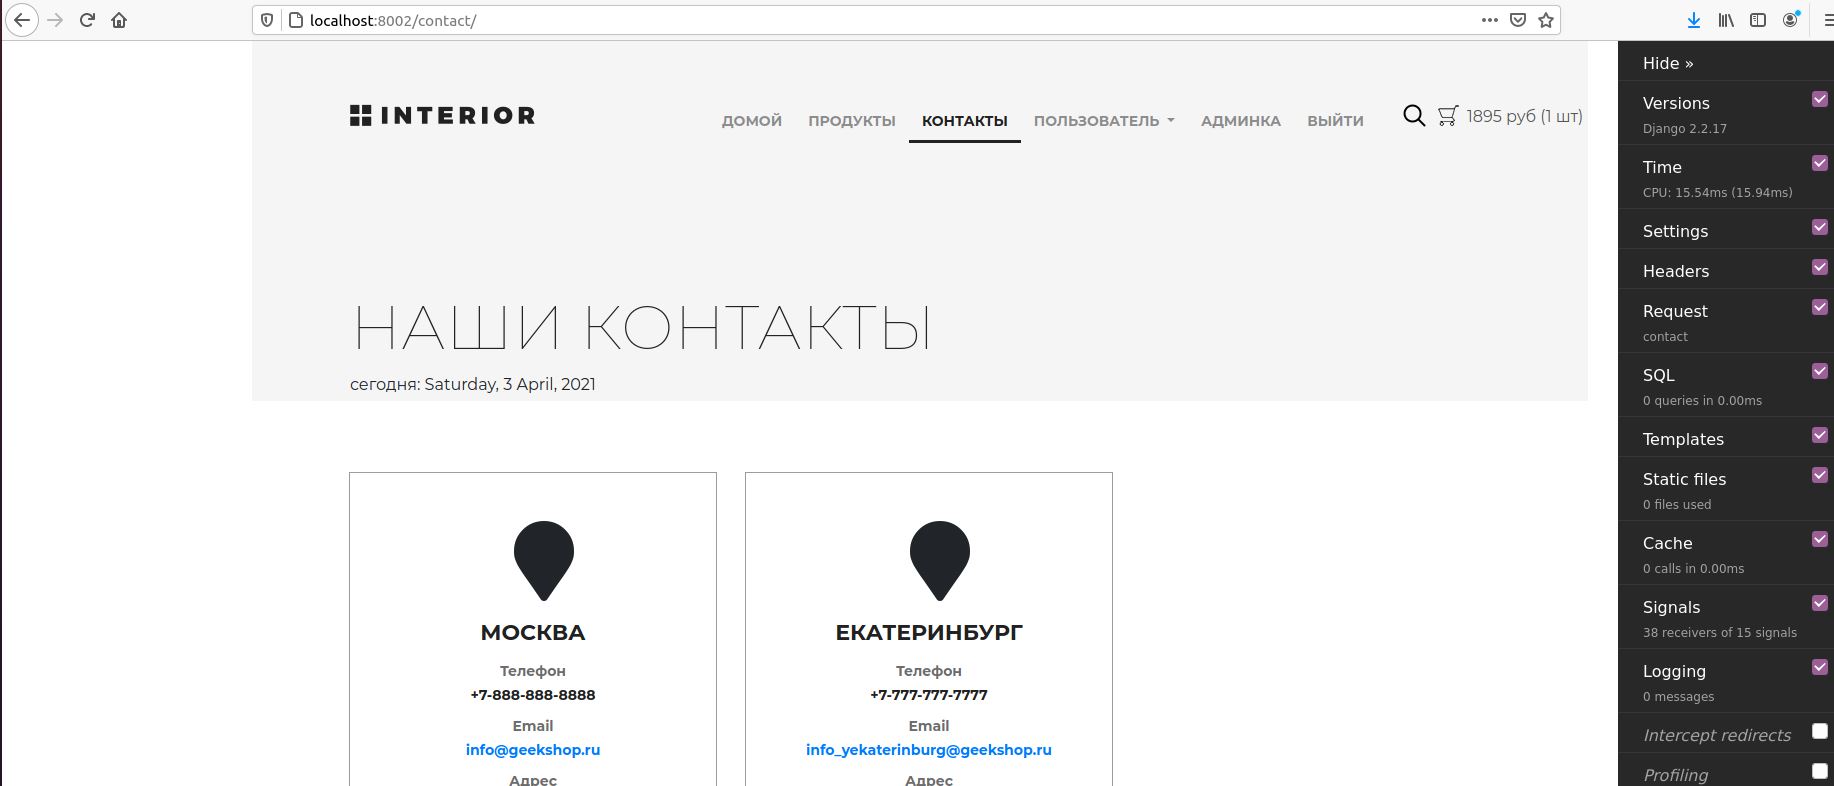 localhost:8002/contact/
INTERIOR
ДОМОЙ ПРОДУКТЫ КОНТАКТЫ ПОЛЬЗОВАТЕЛЬ АДМИНКА ВЫЙТИ 1895 руб (1 шт)
НАШИ КОНТАКТЫ
сегодня: Saturday, 3 April, 2021
МОСКВА
Телефон
+7-888-888-8888
Email
info@geekshop.ru
Адрес
ЕКАТЕРИНБУРГ
Телефон
+7-777-777-7777
Email
info_yekaterinburg@geekshop.ru
Адрес
Hide »
Versions
Django 2.2.17
Time
CPU: 15.54ms (15.94ms)
Settings
Headers
Request
contact
SQL
0 queries in 0.00ms
Templates
Static files
0 files used
Cache
0 calls in 0.00ms
Signals
38 receivers of 15 signals
Logging
0 messages
Intercept redirects
Profiling